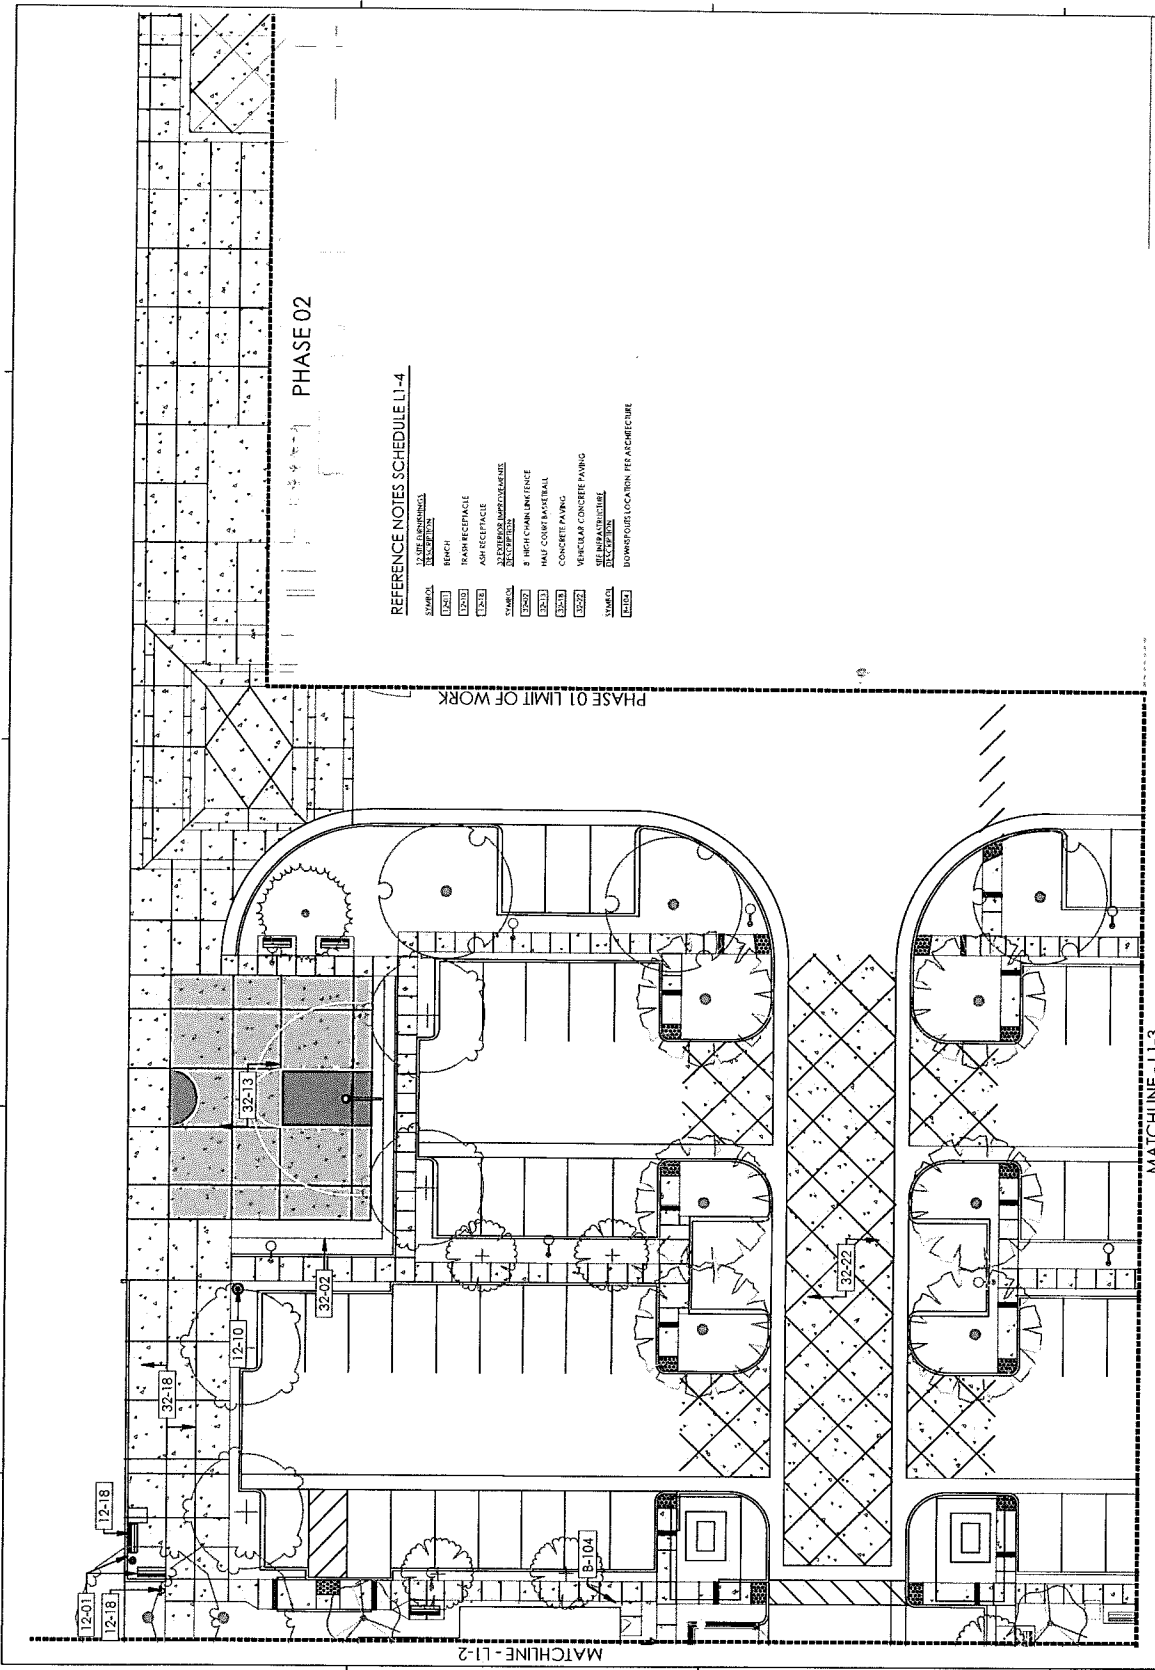 PHASE 02
REFERENCE NOTES SCHEDULE L1-4
12 SITE FURNISHINGS
SYMBOL DESCRIPTION
12-01 BENCH
12-10 TRASH RECEPTACLE
12-18 ASH RECEPTACLE
32 EXTERIOR IMPROVEMENTS
SYMBOL DESCRIPTION
32-02 8' HIGH CHAIN LINK FENCE
32-13 HALF COURT BASKETBALL
32-18 CONCRETE PAVING
32-22 VEHICULAR CONCRETE PAVING
SITE INFRASTRUCTURE
SYMBOL DESCRIPTION
B-104 DOWNSPOUTS LOCATION, PER ARCHITECTURE
PHASE 01 LIMIT OF WORK
32-13
32-02
32-22
12-10
32-18
12-18
12-01
12-18
B-104
MATCHLINE - L1-2
MATCHLINE - L1-3